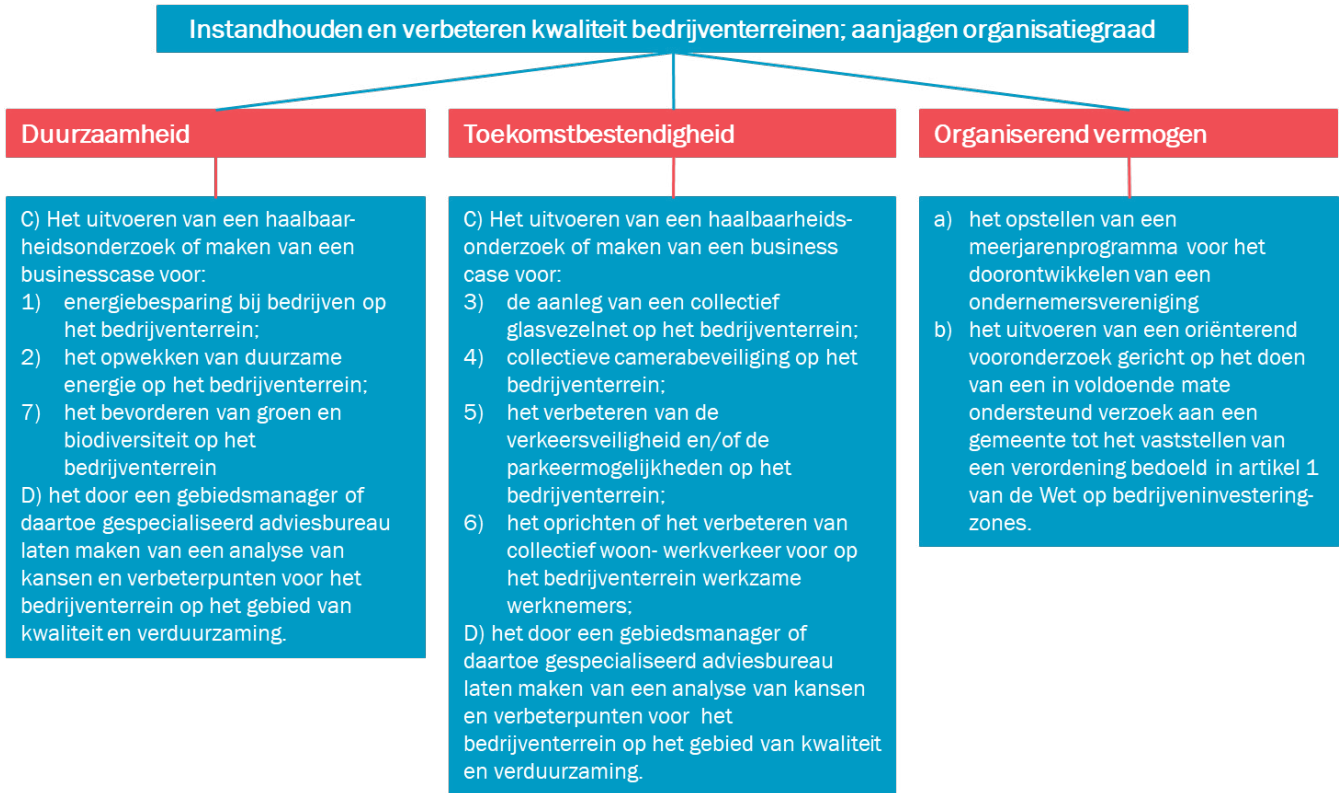 Instandhouden en verbeteren kwaliteit bedrijventerreinen; aanjagen organisatiegraad
Duurzaamheid
C) Het uitvoeren van een haalbaar-
heidsonderzoek of maken van een
businesscase voor:
1) energiebesparing bij bedrijven op
het bedrijventerrein;
2) het opwekken van duurzame
energie op het bedrijventerrein;
7) het bevorderen van groen en
biodiversiteit op het
bedrijventerrein
D) het door een gebiedsmanager of
daartoe gespecialiseerd adviesbureau
laten maken van een analyse van
kansen en verbeterpunten voor het
bedrijventerrein op het gebied van
kwaliteit en verduurzaming.
Toekomstbestendigheid
C) Het uitvoeren van een haalbaarheids-
onderzoek of maken van een business
case voor:
3) de aanleg van een collectief
glasvezelnet op het bedrijventerrein;
4) collectieve camerabeveiliging op het
bedrijventerrein;
5) het verbeteren van de
verkeersveiligheid en/of de
parkeermogelijkheden op het
bedrijventerrein;
6) het oprichten of het verbeteren van
collectief woon- werkverkeer voor op
het bedrijventerrein werkzame
werknemers;
D) het door een gebiedsmanager of
daartoe gespecialiseerd adviesbureau
laten maken van een analyse van kansen
en verbeterpunten voor het
bedrijventerrein op het gebied van kwaliteit
en verduurzaming.
Organiserend vermogen
a) het opstellen van een
meerjarenprogramma voor het
doorontwikkelen van een
ondernemersvereniging
b) het uitvoeren van een oriënterend
vooronderzoek gericht op het doen
van een in voldoende mate
ondersteund verzoek aan een
gemeente tot het vaststellen van
een verordening bedoeld in artikel 1
van de Wet op bedrijveninvestering-
zones.